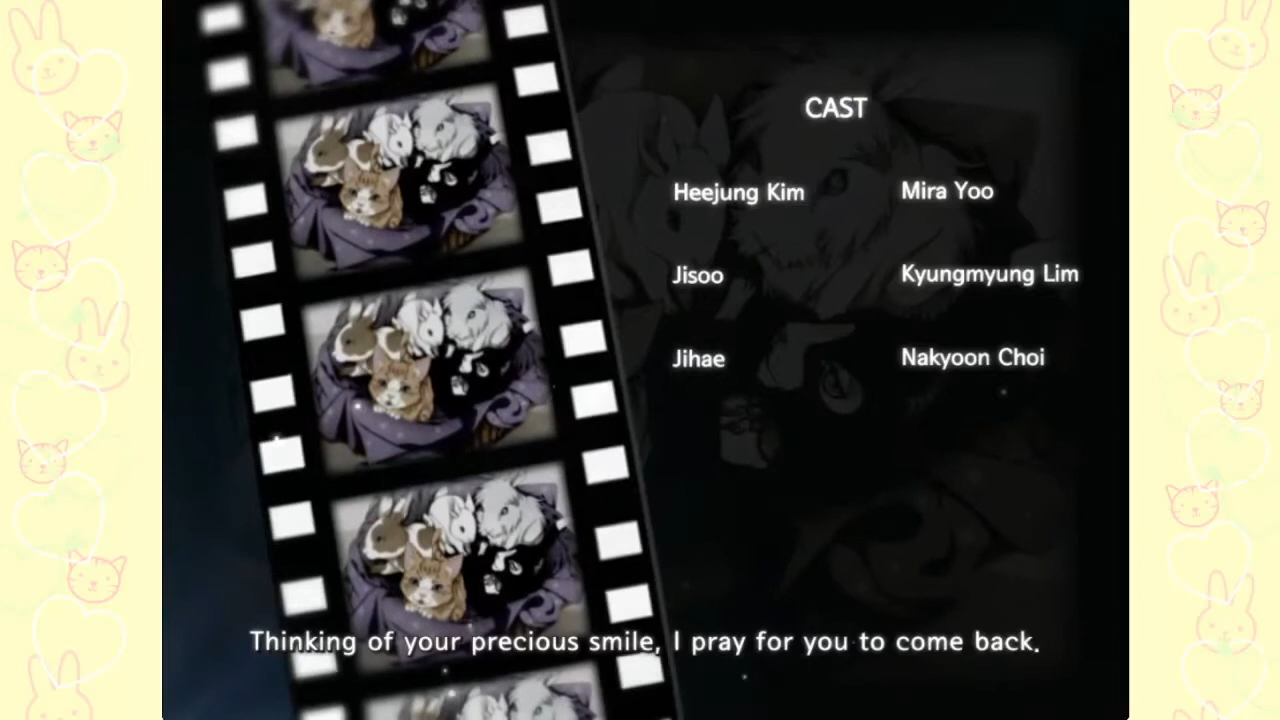 CAST
Heejung Kim Mira Yoo
Jisoo Kyungmyung Lim
Jihae Nakyoon Choi
Thinking of your precious smile, I pray for you to come back.